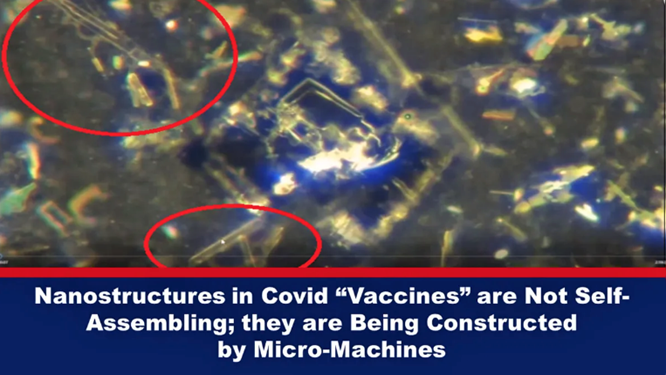 Nanostructures in Covid “Vaccines” are Not Self-
Assembling; they are Being Constructed
by Micro-Machines